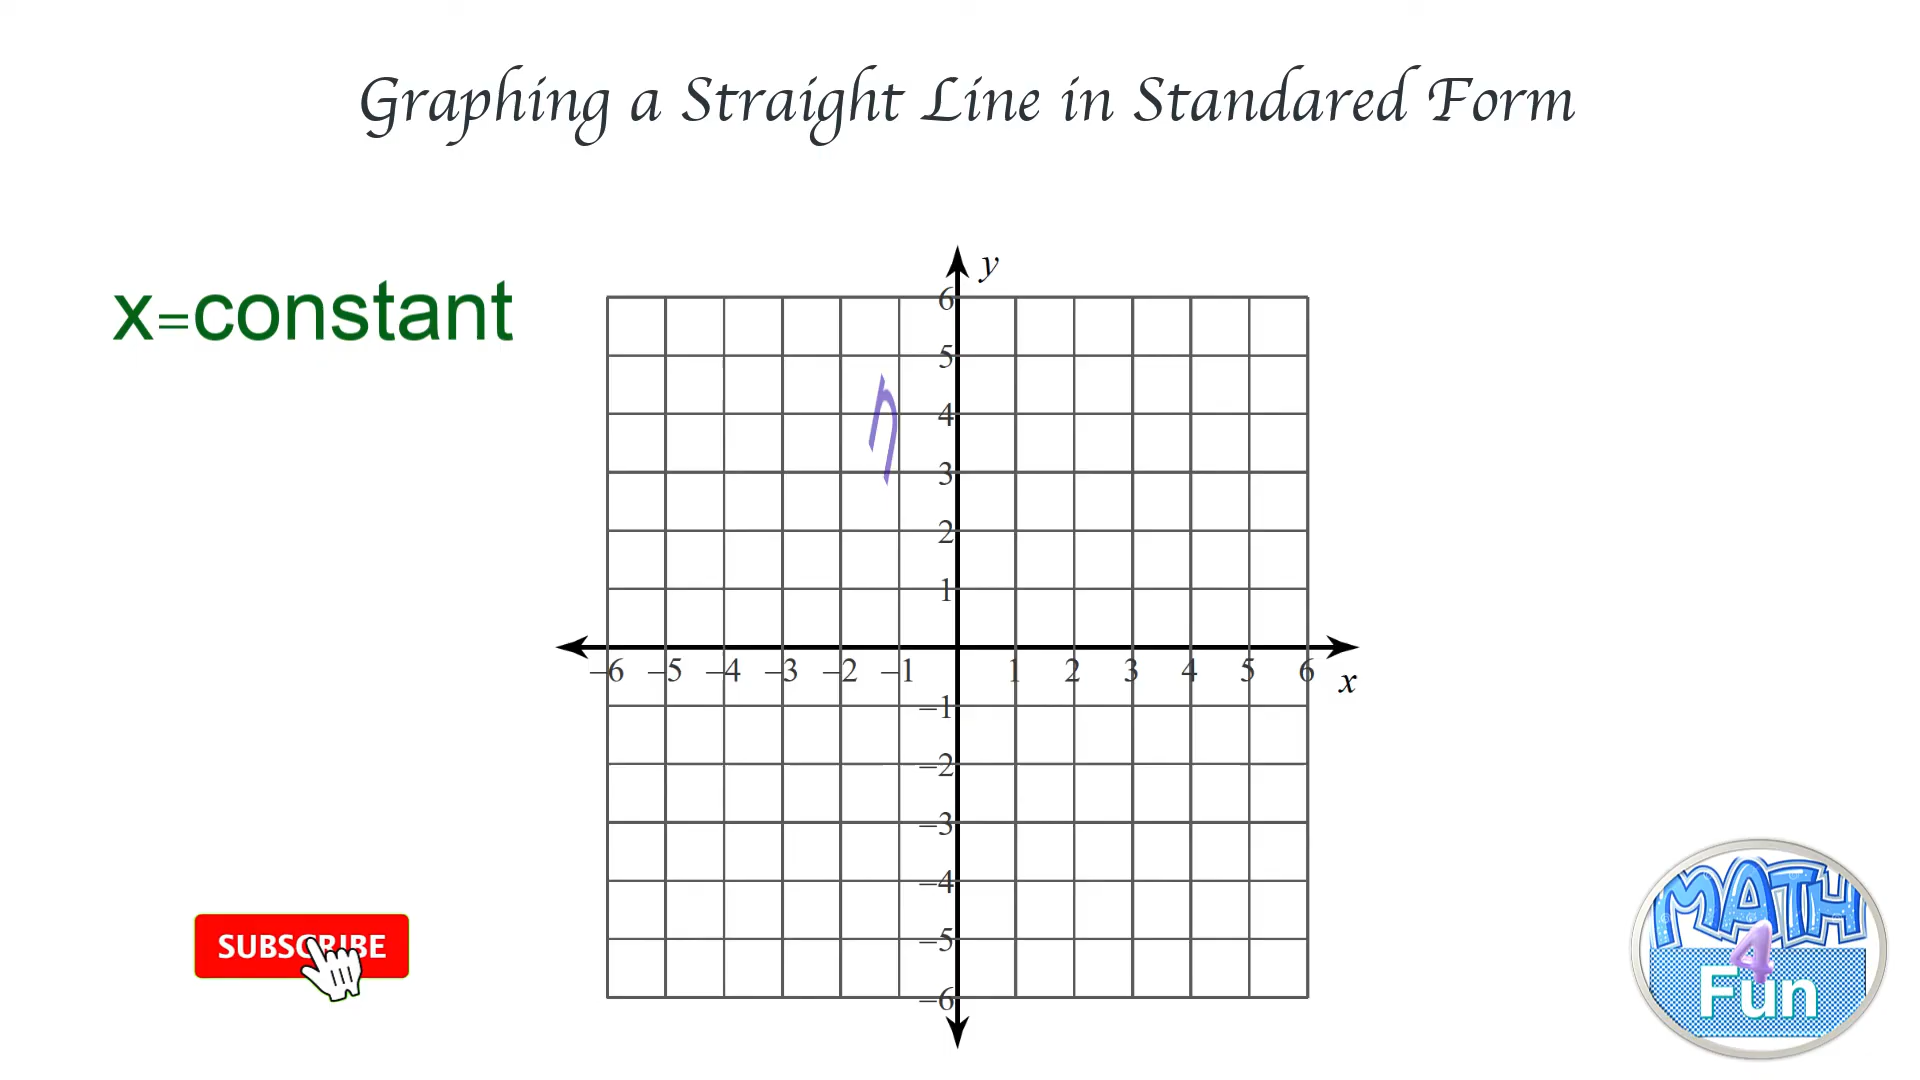 Graphing a Straight Line in Standared Form
x=constant
y
6
5
4
3
2
1
–6 –5 –4 –3 –2 –1 1 2 3 4 5 6
x
–1
–2
–3
–4
–5
–6
SUBSCRIBE
MATH
4
Fun